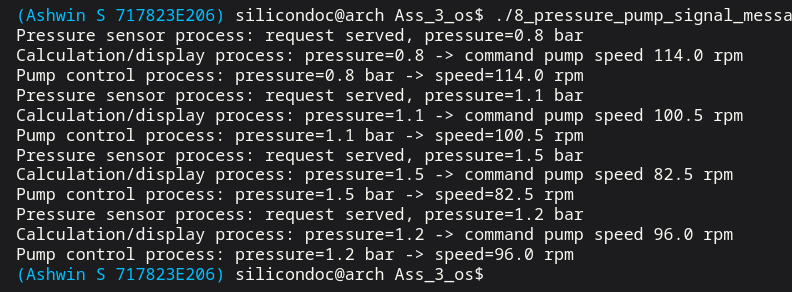 (Ashwin S 717823E206) silicondoc@arch Ass_3_os$ ./8_pressure_pump_signal_messa
Pressure sensor process: request served, pressure=0.8 bar
Calculation/display process: pressure=0.8 -> command pump speed 114.0 rpm
Pump control process: pressure=0.8 bar -> speed=114.0 rpm
Pressure sensor process: request served, pressure=1.1 bar
Calculation/display process: pressure=1.1 -> command pump speed 100.5 rpm
Pump control process: pressure=1.1 bar -> speed=100.5 rpm
Pressure sensor process: request served, pressure=1.5 bar
Calculation/display process: pressure=1.5 -> command pump speed 82.5 rpm
Pump control process: pressure=1.5 bar -> speed=82.5 rpm
Pressure sensor process: request served, pressure=1.2 bar
Calculation/display process: pressure=1.2 -> command pump speed 96.0 rpm
Pump control process: pressure=1.2 bar -> speed=96.0 rpm
(Ashwin S 717823E206) silicondoc@arch Ass_3_os$